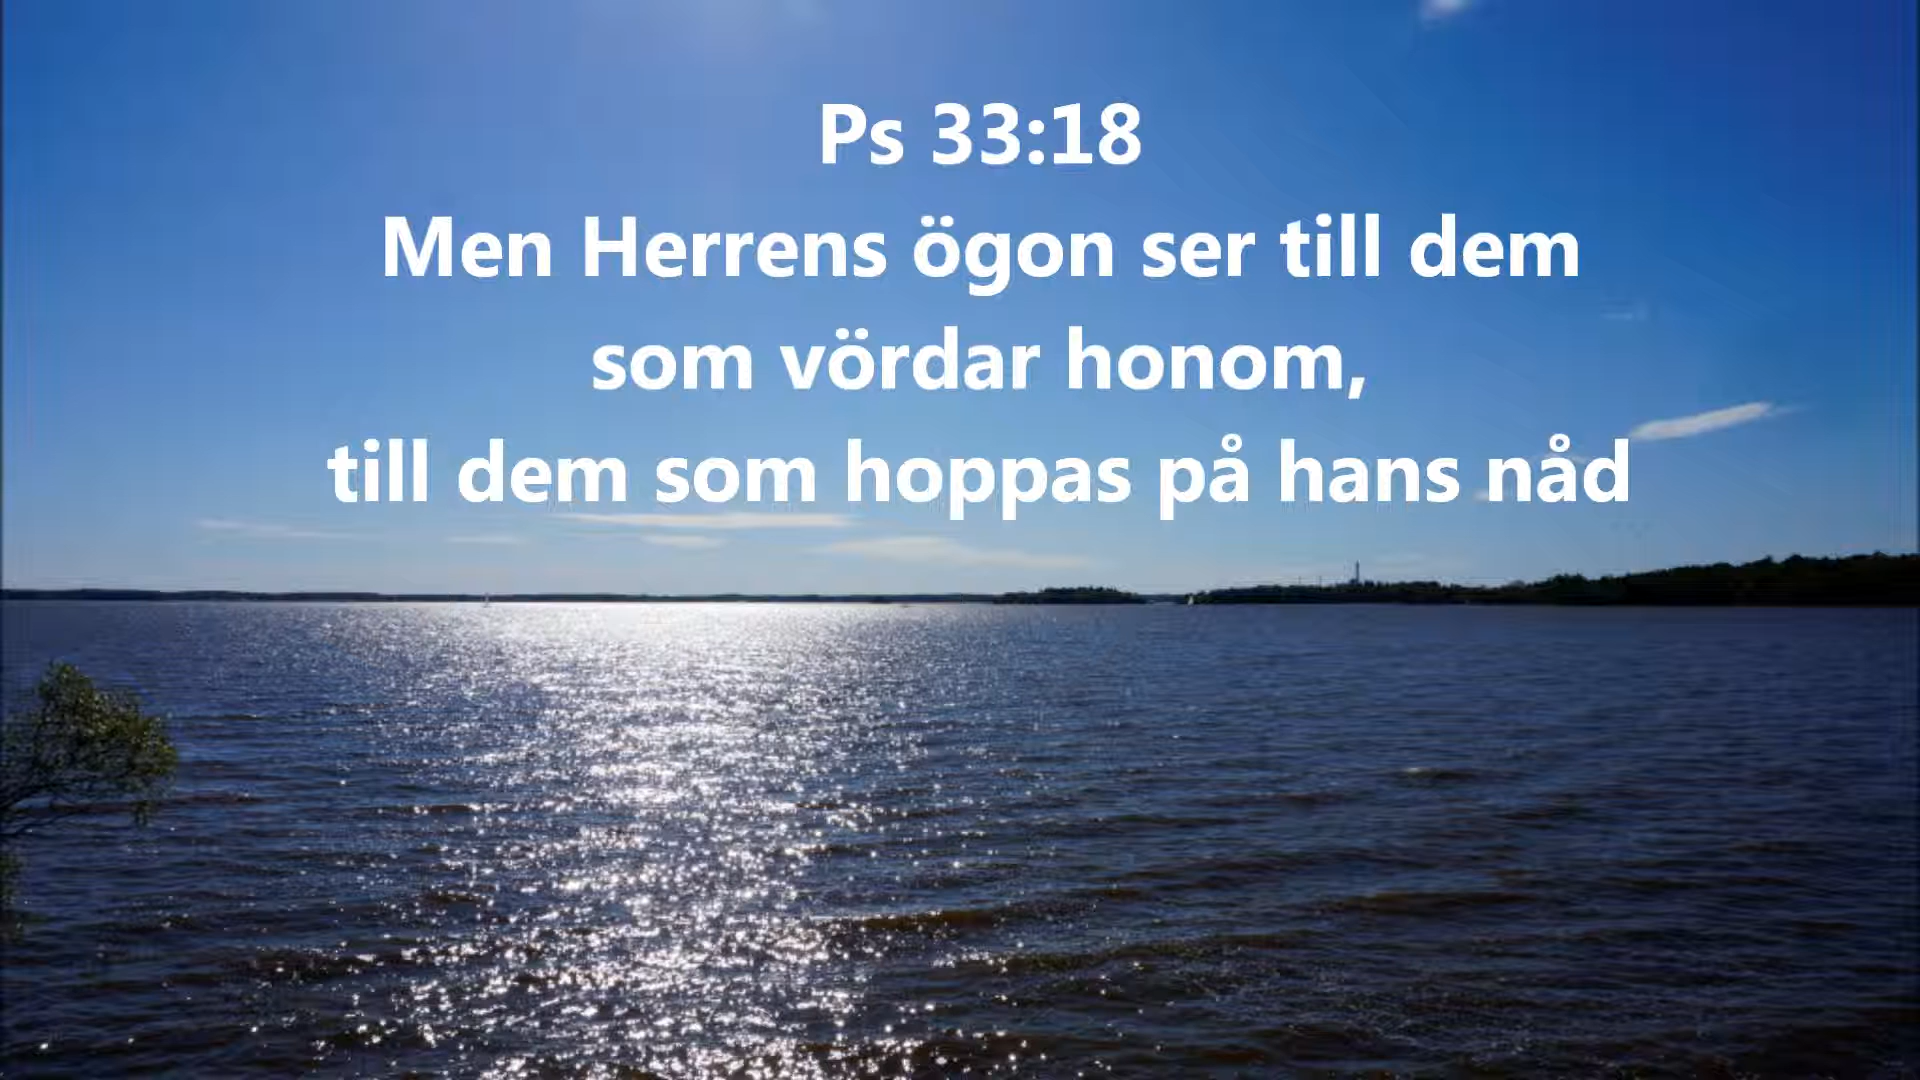 Ps 33:18
Men Herrens ögon ser till dem
som vördar honom,
till dem som hoppas på hans nåd